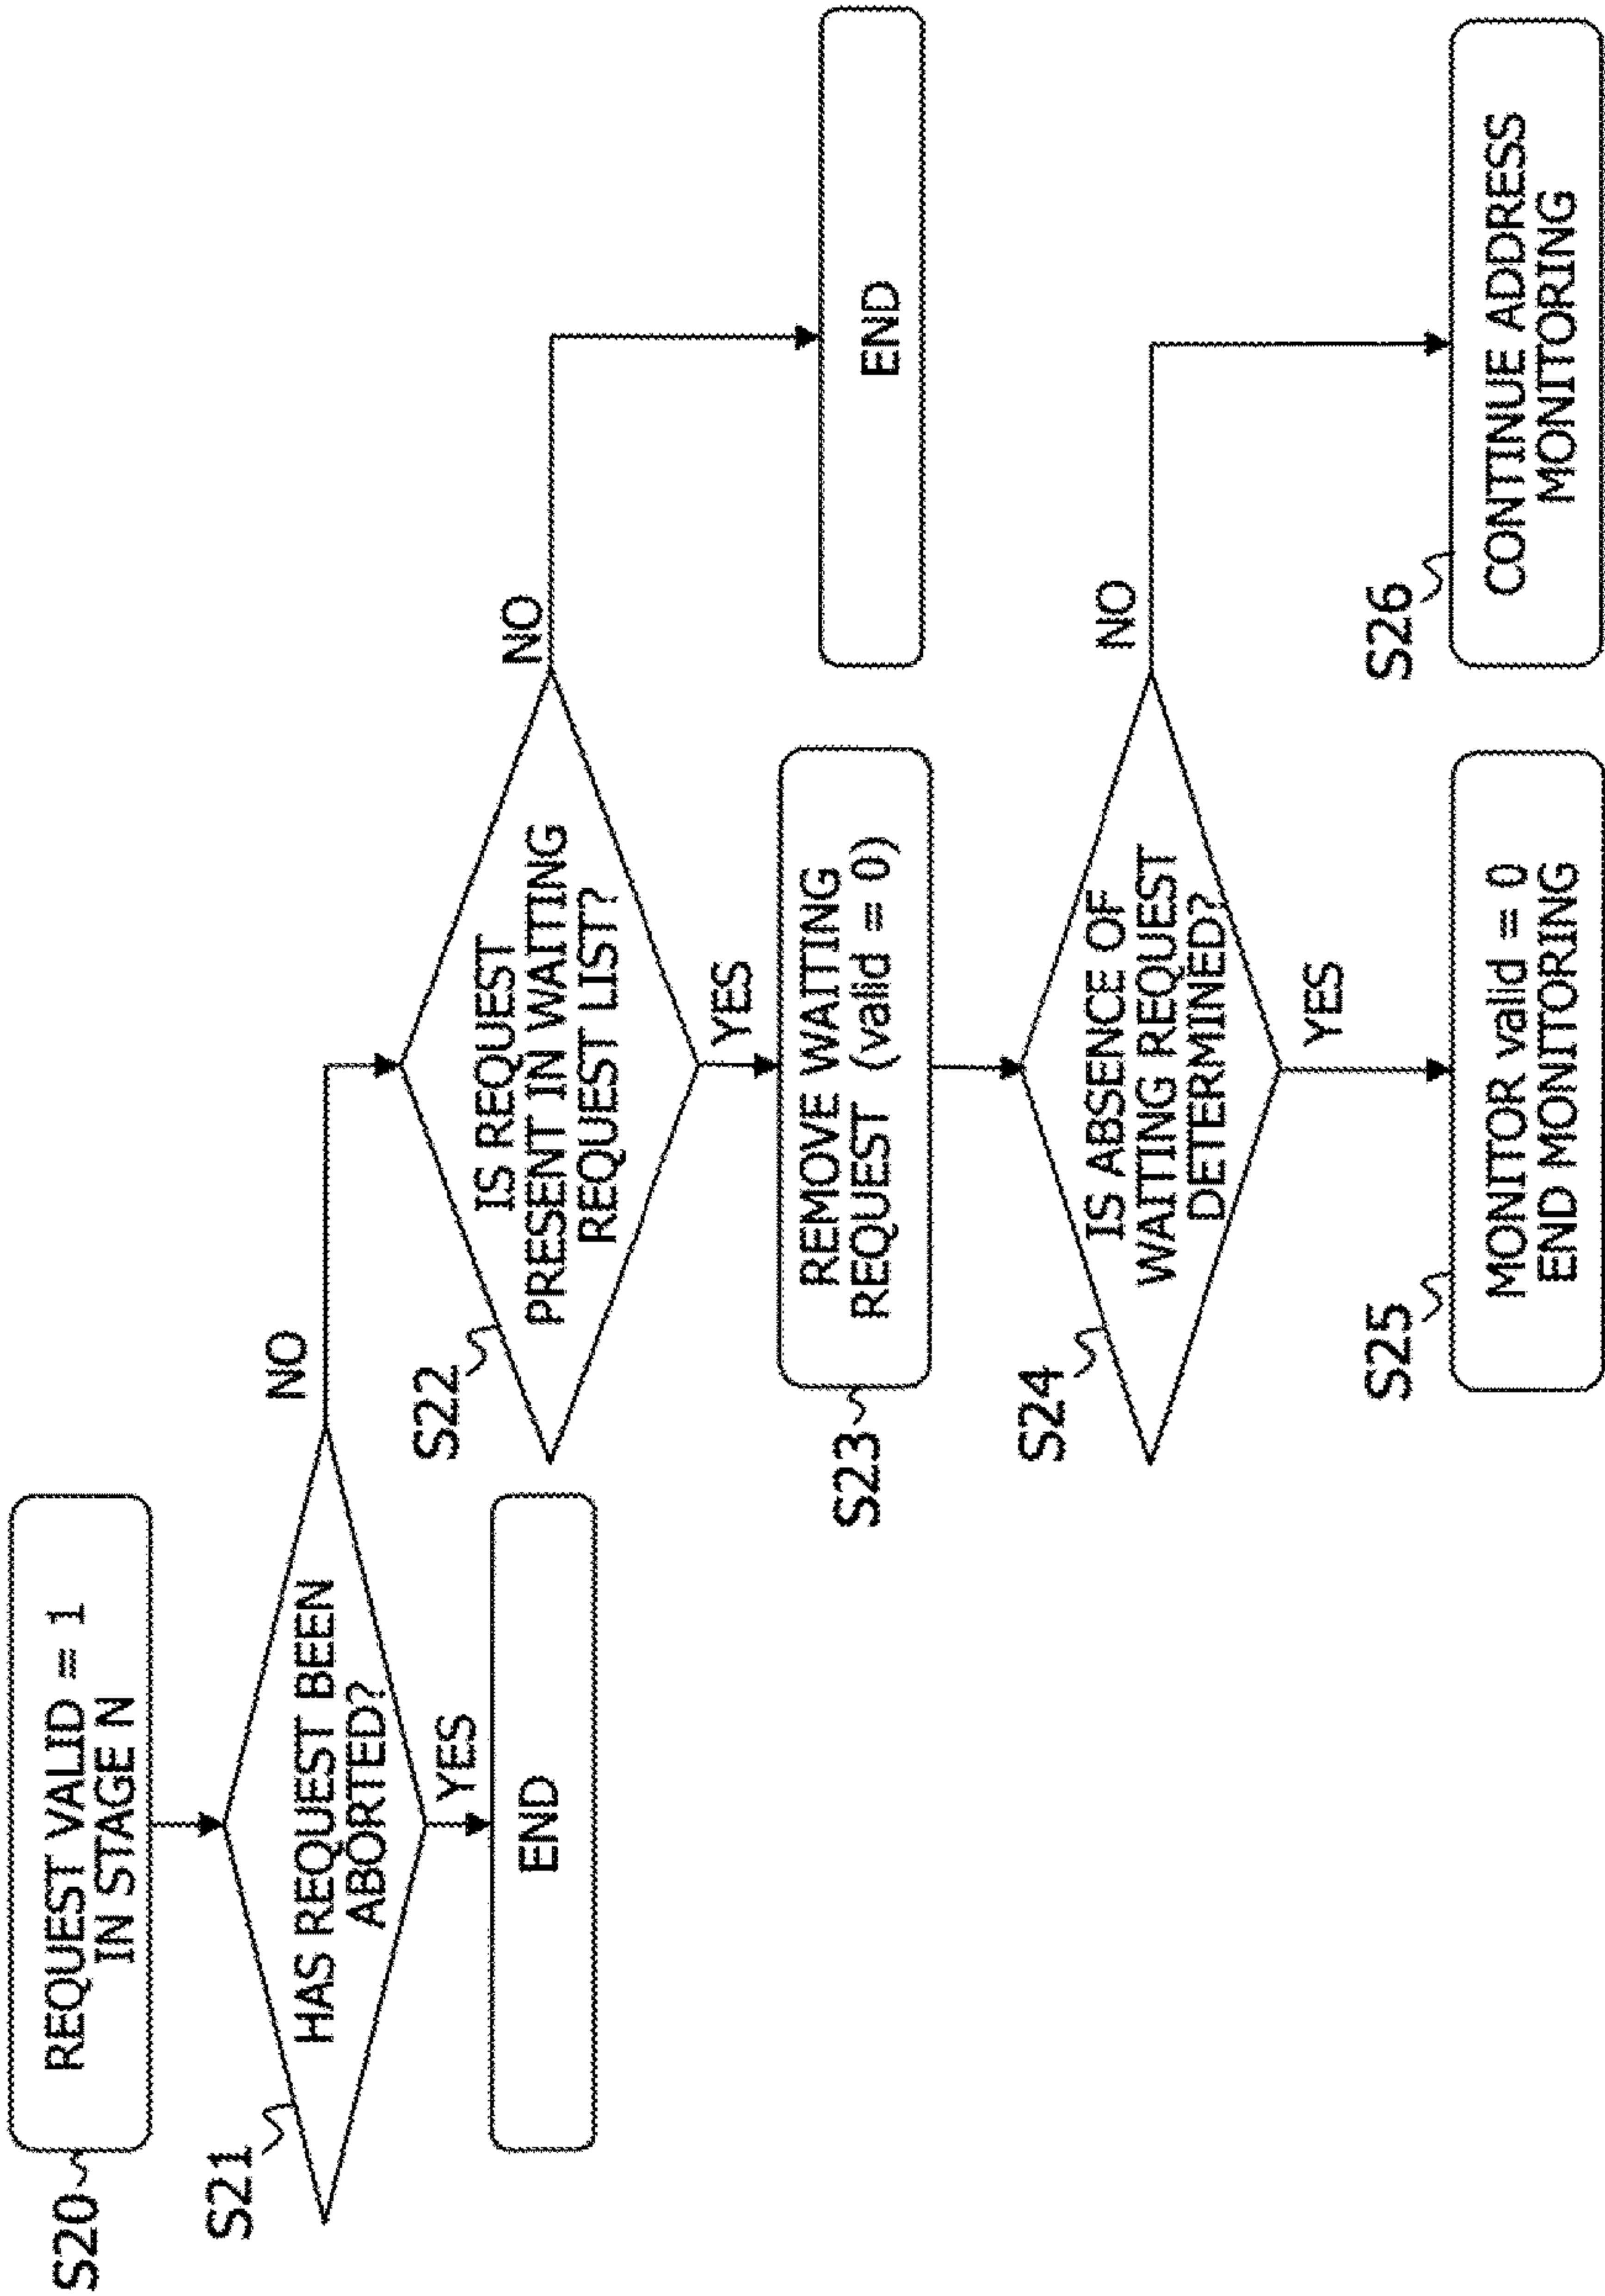 S20
REQUEST VALID = 1
IN STAGE N
S21
HAS REQUEST BEEN
ABORTED?
NO
YES
END
S22
IS REQUEST
PRESENT IN WAITING
REQUEST LIST?
NO
YES
END
S23
REMOVE WAITING
REQUEST (valid = 0)
S24
IS ABSENCE OF
WAITING REQUEST
DETERMINED?
NO
YES
S25
MONITOR valid = 0
END MONITORING
S26
CONTINUE ADDRESS
MONITORING